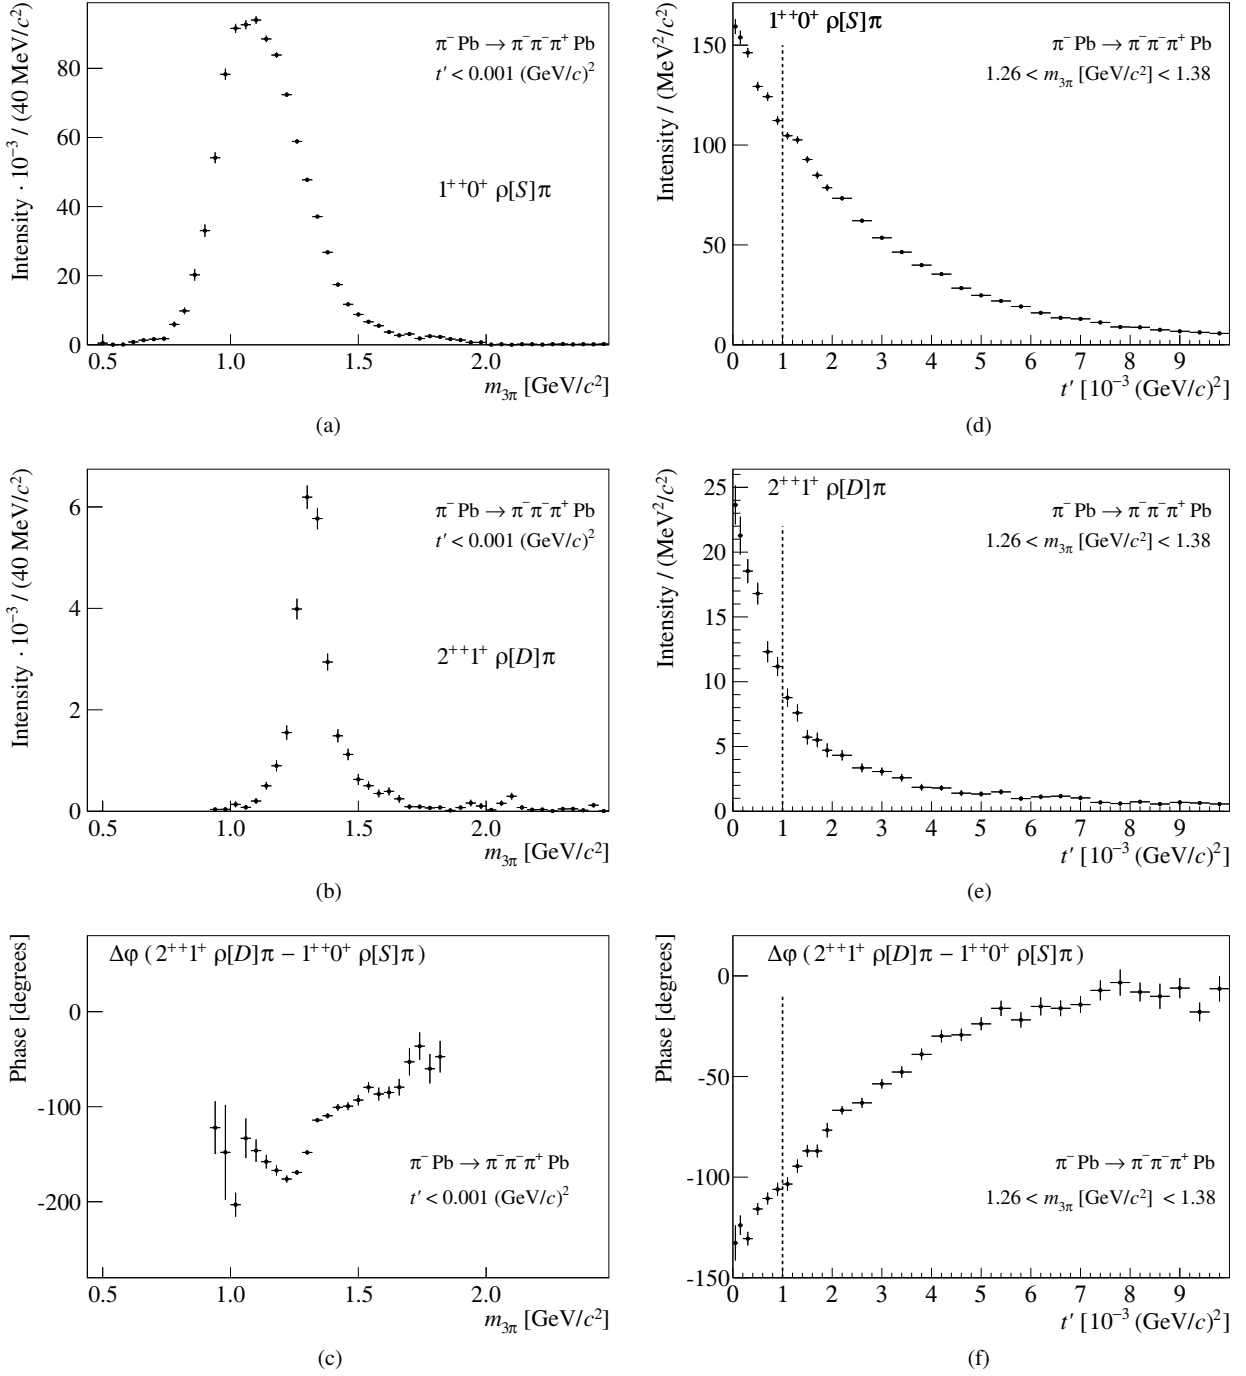 Intensity · 10⁻³ / (40 MeV/c²)
80
60
40
20
0
π⁻ Pb → π⁻π⁻π⁺ Pb
t′ < 0.001 (GeV/c)²
1⁺⁺0⁺ ρ[S]π
0.5 1.0 1.5 2.0
m₃π [GeV/c²]
(a)
Intensity / (MeV²/c²)
150
100
50
0
1⁺⁺0⁺ ρ[S]π
π⁻ Pb → π⁻π⁻π⁺ Pb
1.26 < m₃π [GeV/c²] < 1.38
0 1 2 3 4 5 6 7 8 9
t′ [10⁻³ (GeV/c)²]
(d)
Intensity · 10⁻³ / (40 MeV/c²)
6
4
2
0
π⁻ Pb → π⁻π⁻π⁺ Pb
t′ < 0.001 (GeV/c)²
2⁺⁺1⁺ ρ[D]π
0.5 1.0 1.5 2.0
m₃π [GeV/c²]
(b)
Intensity / (MeV²/c²)
25
20
15
10
5
0
2⁺⁺1⁺ ρ[D]π
π⁻ Pb → π⁻π⁻π⁺ Pb
1.26 < m₃π [GeV/c²] < 1.38
0 1 2 3 4 5 6 7 8 9
t′ [10⁻³ (GeV/c)²]
(e)
Phase [degrees]
0
-100
-200
Δφ (2⁺⁺1⁺ ρ[D]π − 1⁺⁺0⁺ ρ[S]π)
π⁻ Pb → π⁻π⁻π⁺ Pb
t′ < 0.001 (GeV/c)²
0.5 1.0 1.5 2.0
m₃π [GeV/c²]
(c)
Phase [degrees]
0
-50
-100
-150
Δφ (2⁺⁺1⁺ ρ[D]π − 1⁺⁺0⁺ ρ[S]π)
π⁻ Pb → π⁻π⁻π⁺ Pb
1.26 < m₃π [GeV/c²] < 1.38
0 1 2 3 4 5 6 7 8 9
t′ [10⁻³ (GeV/c)²]
(f)